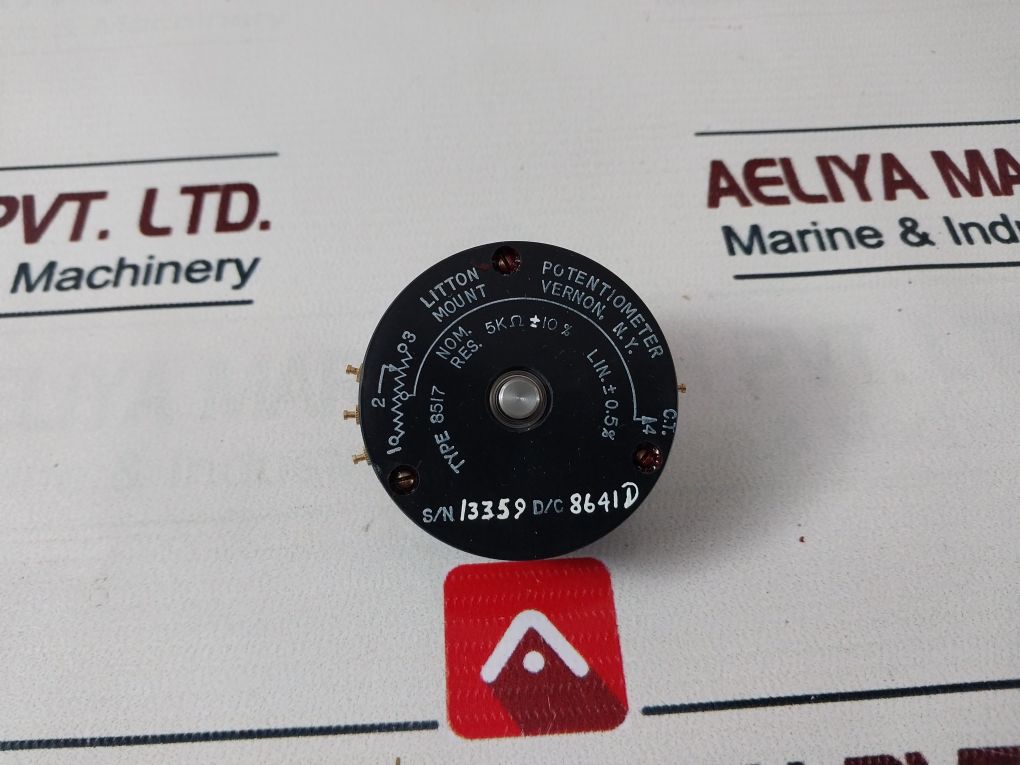 PVT. LTD.
Machinery
AELIYA MA
Marine & Indu
LITTON POTENTIOMETER
MOUNT VERNON, N.Y.
NOM. RES. 5KΩ ±10%
LIN. ± 0.5%
TYPE 8517
1 2 3
C.T.
4
S/N 13359 D/C 8641D